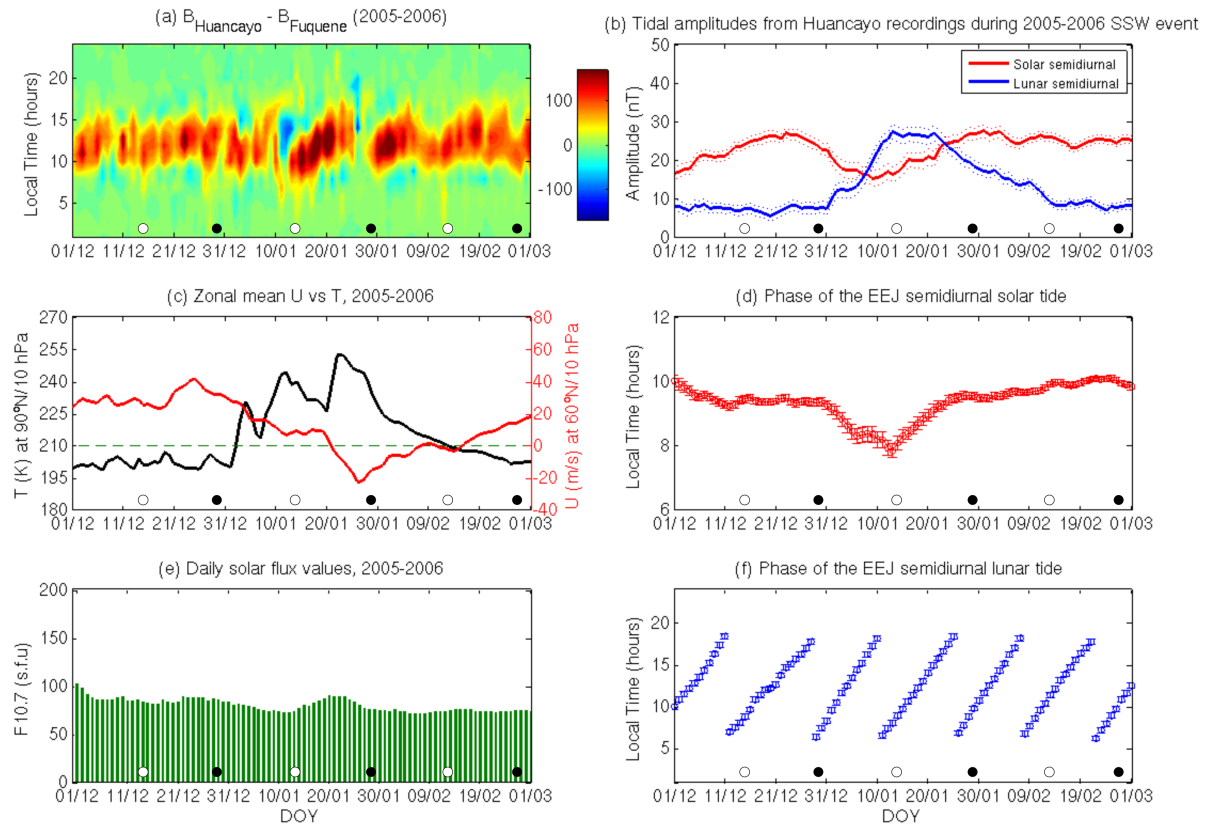 (a) B_Huancayo - B_Fuquene (2005-2006)
Local Time (hours)
20
15
10
5
01/12 11/12 21/12 31/12 10/01 20/01 30/01 09/02 19/02 01/03
100
0
-100
(b) Tidal amplitudes from Huancayo recordings during 2005-2006 SSW event
Amplitude (nT)
50
40
30
20
10
0
Solar semidiurnal
Lunar semidiurnal
01/12 11/12 21/12 31/12 10/01 20/01 30/01 09/02 19/02 01/03
(c) Zonal mean U vs T, 2005-2006
T (K) at 90°N/10 hPa
270
255
240
225
210
195
180
80
60
40
20
0
-20
-40
U (m/s) at 60°N/10 hPa
01/12 11/12 21/12 31/12 10/01 20/01 30/01 09/02 19/02 01/03
(d) Phase of the EEJ semidiurnal solar tide
Local Time (hours)
12
10
8
6
01/12 11/12 21/12 31/12 10/01 20/01 30/01 09/02 19/02 01/03
(e) Daily solar flux values, 2005-2006
F 10.7 (s.f.u)
200
150
100
50
0
01/12 11/12 21/12 31/12 10/01 20/01 30/01 09/02 19/02 01/03
DOY
(f) Phase of the EEJ semidiurnal lunar tide
Local Time (hours)
20
15
10
5
01/12 11/12 21/12 31/12 10/01 20/01 30/01 09/02 19/02 01/03
DOY